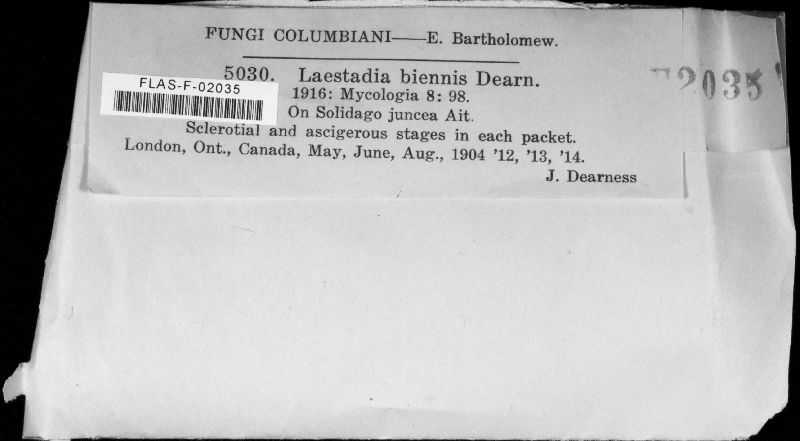 FUNGI COLUMBIANI—E. Bartholomew.
5030. Laestadia biennis Dearn.
FLAS-F-02035
1916: Mycologia 8: 98.
On Solidago juncea Ait.
Sclerotial and ascigerous stages in each packet.
London, Ont., Canada, May, June, Aug., 1904 '12, '13, '14.
J. Dearness
F2035